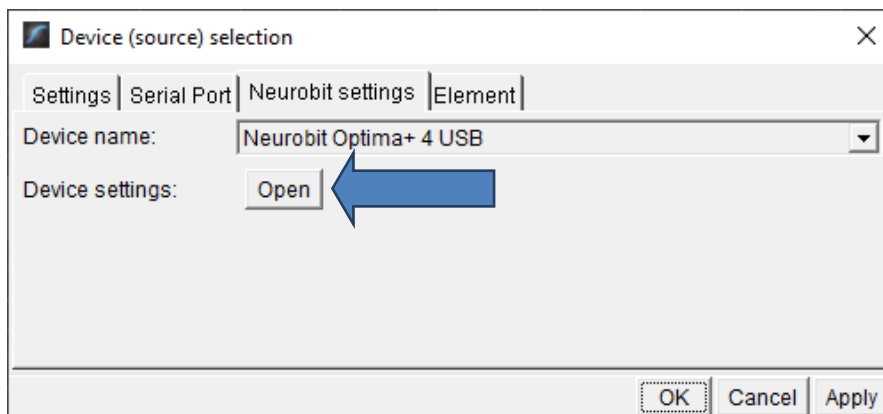 Device (source) selection
Settings Serial Port Neurobit settings Element
Device name: Neurobit Optima+ 4 USB
Device settings: Open
OK Cancel Apply